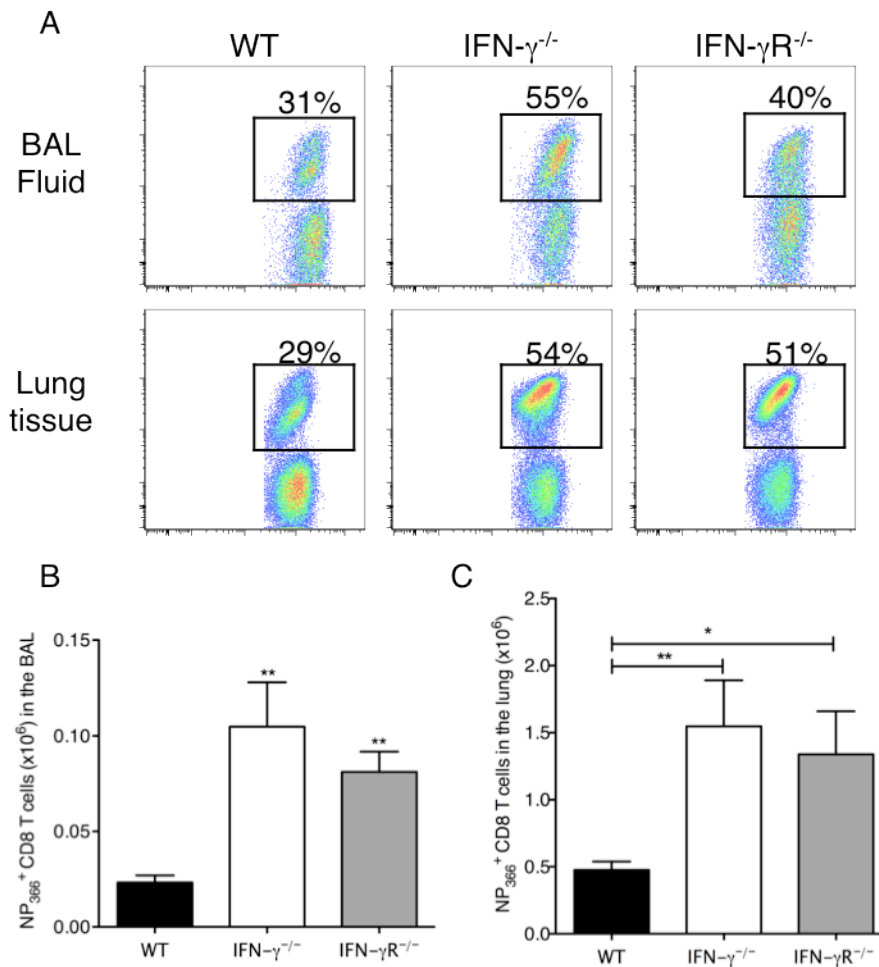 A
WT IFN-γ-/- IFN-γR-/-
BAL
Fluid
31% 55% 40%
Lung
tissue
29% 54% 51%
B
NP366+ CD8 T cells (x10⁶) in the BAL
0.15
0.10
0.05
0.00
**
**
WT IFN-γ-/- IFN-γR-/-
C
NP366+ CD8 T cells in the lung (x10⁶)
2.5
2.0
1.5
1.0
0.5
0.0
*
**
WT IFN-γ-/- IFN-γR-/-